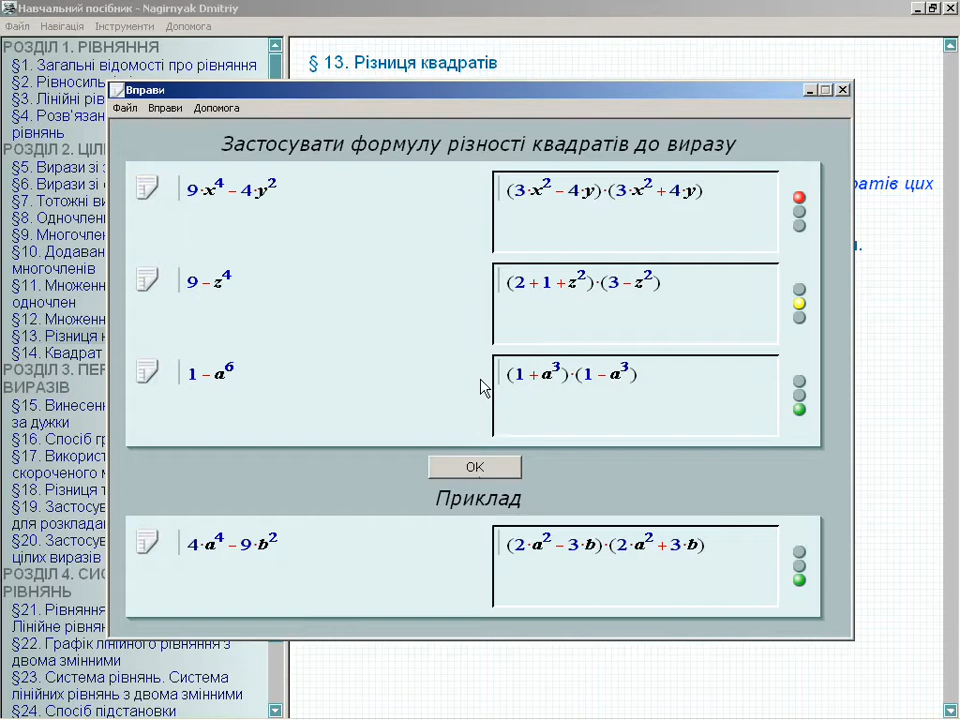 Навчальний посібник - Nagirnyak Dmitriy
Файл Навігація Інструменти Допомога
РОЗДІЛ 1. РІВНЯННЯ
§1. Загальні відомості про рівняння
§2. Рівносиль
§3. Лінійні рів
§4. Розв'язан
рівнянь
РОЗДІЛ 2. ЦІЛ
§5. Вирази зі з
§6. Вирази зі
§7. Тотожні ви
§8. Одночлен
§9. Многочлен
§10. Додаван
многочленів
§11. Множенн
одночлен
§12. Множенн
§13. Різниця к
§14. Квадрат
РОЗДІЛ 3. ПЕР
ВИРАЗІВ
§15. Винесенн
за дужки
§16. Спосіб гр
§17. Використ
скороченого м
§18. Різниця т
§19. Застосув
для розклада
§20. Застосув
цілих виразів
РОЗДІЛ 4. СИС
РІВНЯНЬ
§21. Рівняння
Лінійне рівнян
§22. Графік лінійного рівняння з
двома змінними
§23. Система рівнянь. Система
лінійних рівнянь з двома змінними
§24. Спосіб підстановки
§ 13. Різниця квадратів
ратів цих
Вправи
Файл Вправи Допомога
Застосувати формулу різності квадратів до виразу
9·x⁴ − 4·y² (3·x² − 4·y)·(3·x² + 4·y)
9 − z⁴ (2 + 1 + z²)·(3 − z²)
1 − a⁶ (1 + a³)·(1 − a³)
OK
Приклад
4·a⁴ − 9·b² (2·a² − 3·b)·(2·a² + 3·b)